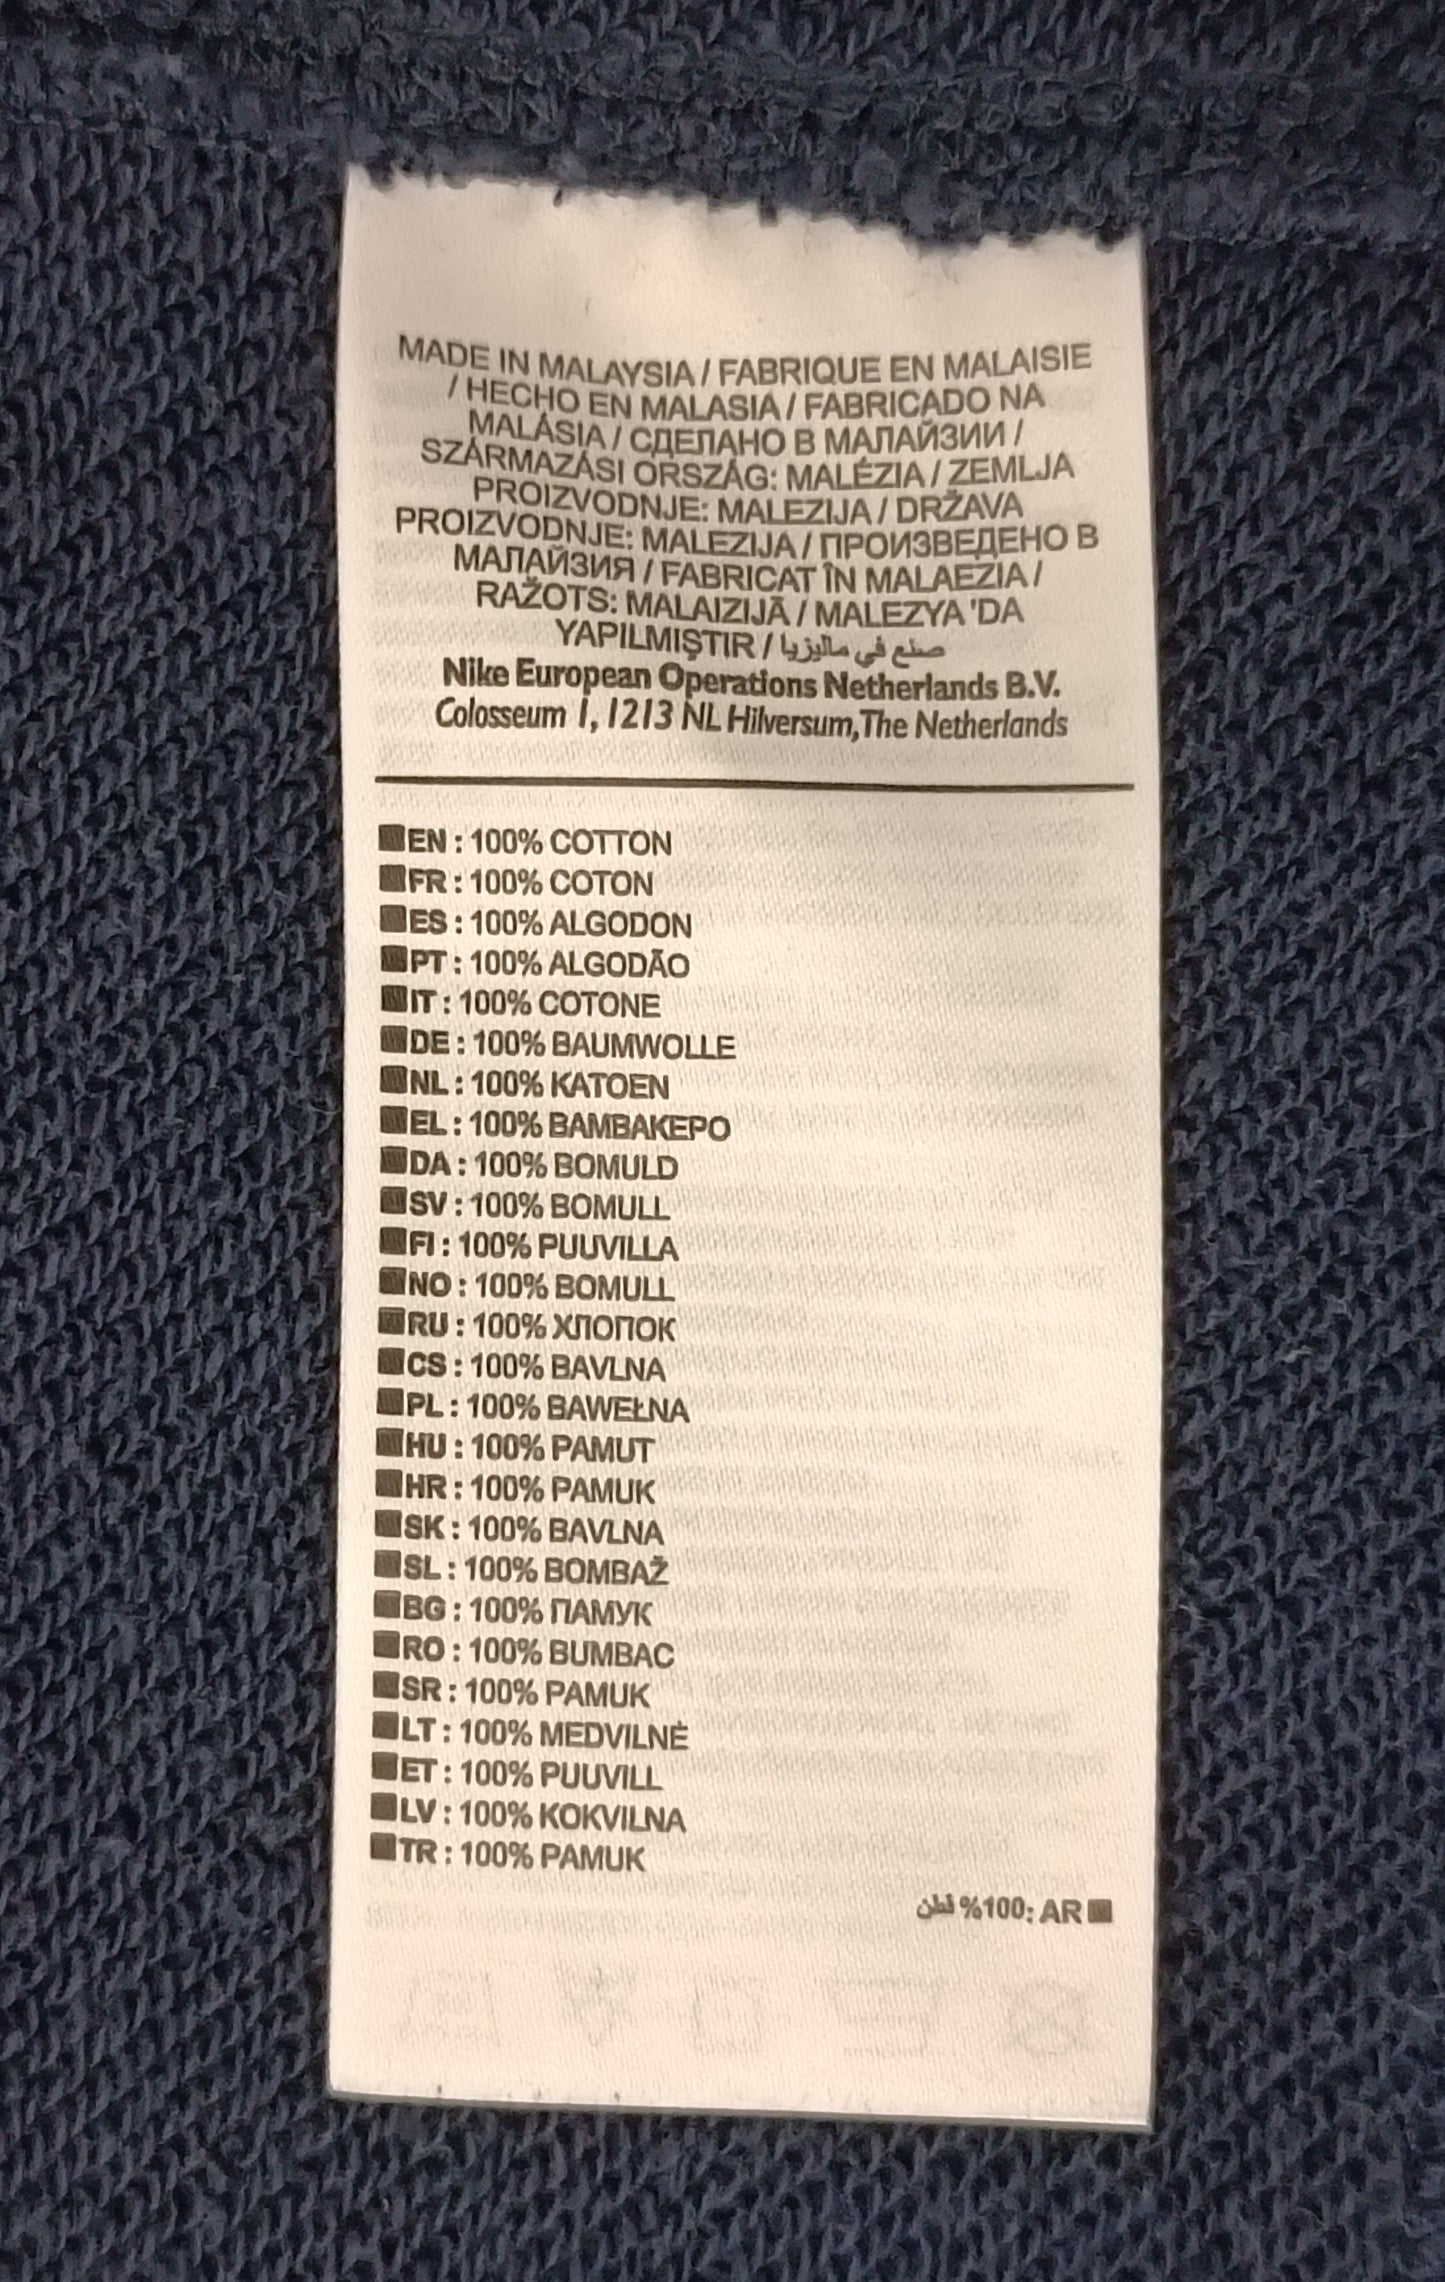 MADE IN MALAYSIA / FABRIQUE EN MALAISIE
/ HECHO EN MALASIA / FABRICADO NA
MALÁSIA / СДЕЛАНО В МАЛАЙЗИИ /
SZÁRMAZÁSI ORSZÁG: MALÉZIA / ZEMLJA
PROIZVODNJE: MALEZIJA / DRŽAVA
PROIZVODNJE: MALEZIJA / ПРОИЗВЕДЕНО В
МАЛАЙЗИЯ / FABRICAT ÎN MALAEZIA /
RAŽOTS: MALAIZIJĀ / MALEZYA 'DA
YAPILMIŞTIR / صنع في ماليزيا
Nike European Operations Netherlands B.V.
Colosseum 1, 1213 NL Hilversum, The Netherlands
■EN : 100% COTTON
■FR : 100% COTON
■ES : 100% ALGODON
■PT : 100% ALGODÃO
■IT : 100% COTONE
■DE : 100% BAUMWOLLE
■NL : 100% KATOEN
■EL : 100% ΒΑΜΒΑΚΕΡΟ
■DA : 100% BOMULD
■SV : 100% BOMULL
■FI : 100% PUUVILLA
■NO : 100% BOMULL
■RU : 100% ХЛОПОК
■CS : 100% BAVLNA
■PL : 100% BAWEŁNA
■HU : 100% PAMUT
■HR : 100% PAMUK
■SK : 100% BAVLNA
■SL : 100% BOMBAŽ
■BG : 100% ПАМУК
■RO : 100% BUMBAC
■SR : 100% PAMUK
■LT : 100% MEDVILNĖ
■ET : 100% PUUVILL
■LV : 100% KOKVILNA
■TR : 100% PAMUK
■AR :100% قطن